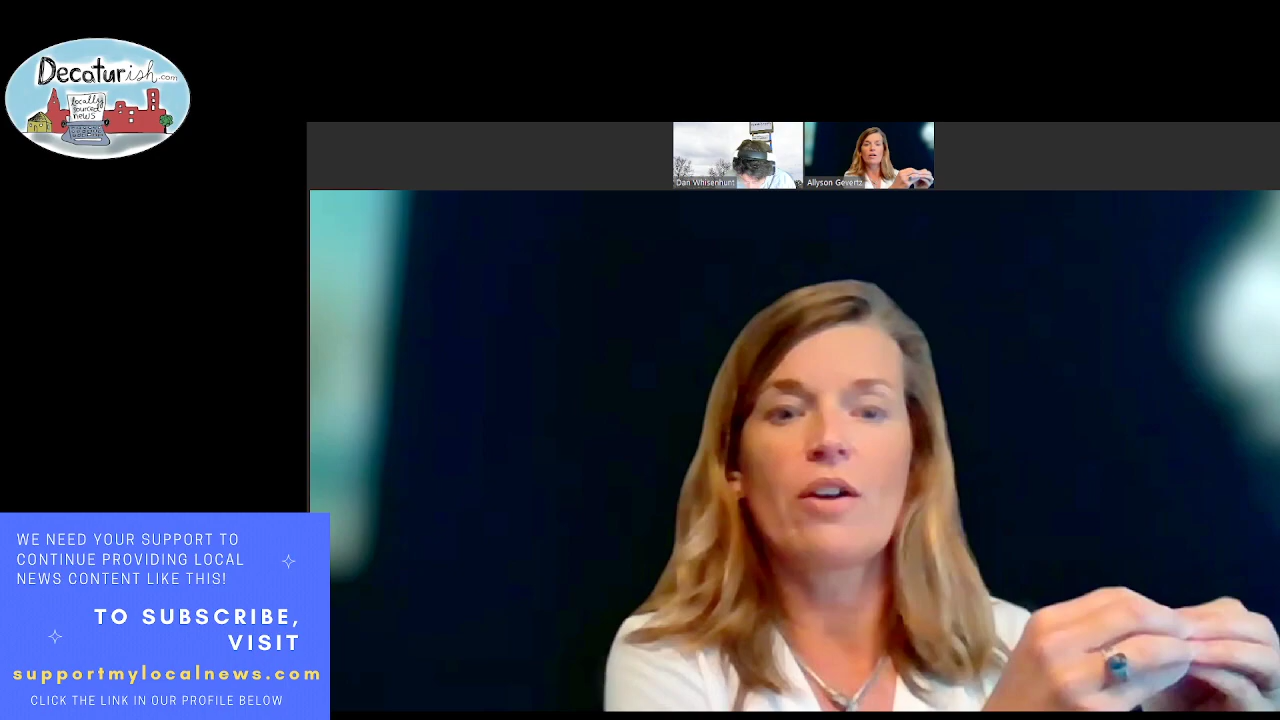 Decaturish.com
locally
sourced
news
Dan Whisenhunt
Allyson Gevertz
WE NEED YOUR SUPPORT TO
CONTINUE PROVIDING LOCAL
NEWS CONTENT LIKE THIS!
TO SUBSCRIBE,
VISIT
supportmylocalnews.com
CLICK THE LINK IN OUR PROFILE BELOW